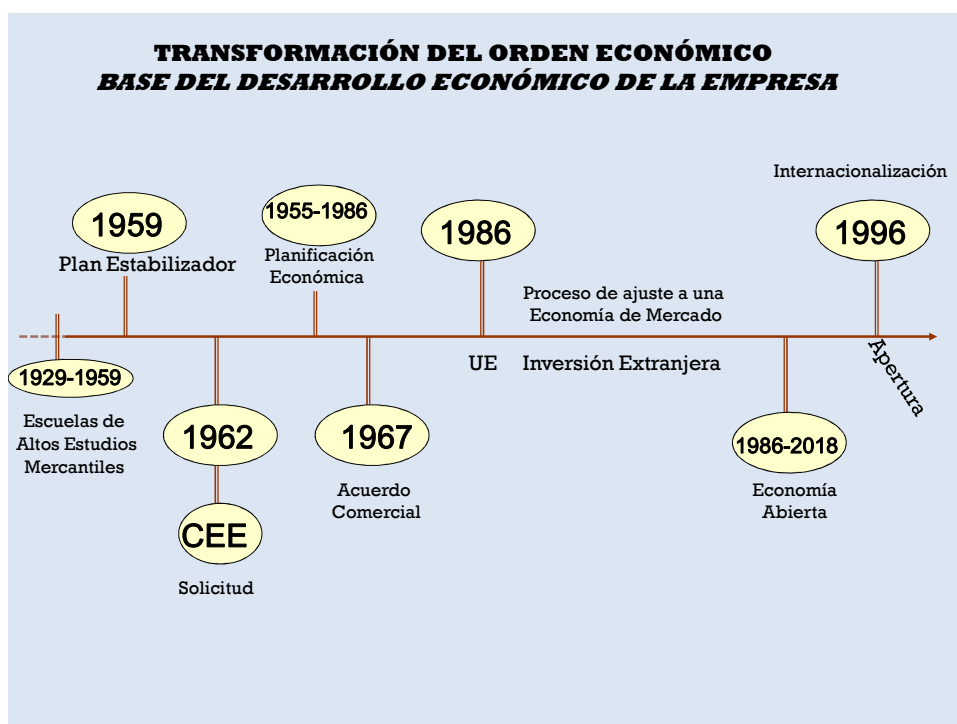 TRANSFORMACIÓN DEL ORDEN ECONÓMICO
BASE DEL DESARROLLO ECONÓMICO DE LA EMPRESA
Internacionalización
1959
Plan Estabilizador
1955-1986
Planificación
Económica
1986
1996
Proceso de ajuste a una
Economía de Mercado
UE
Inversión Extranjera
Apertura
1929-1959
Escuelas de
Altos Estudios
Mercantiles
1962
CEE
Solicitud
1967
Acuerdo
Comercial
1986-2018
Economía
Abierta